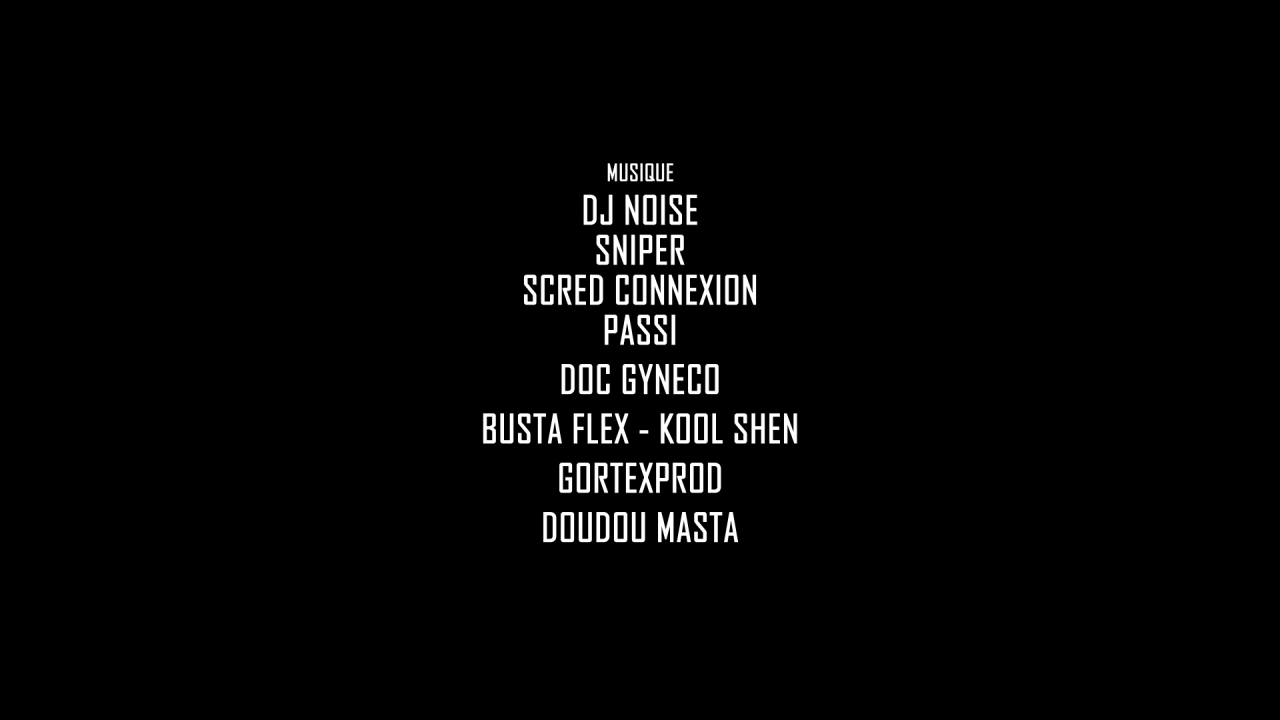 MUSIQUE
DJ NOISE
SNIPER
SCRED CONNEXION
PASSI
DOC GYNECO
BUSTA FLEX - KOOL SHEN
GORTEXPROD
DOUDOU MASTA